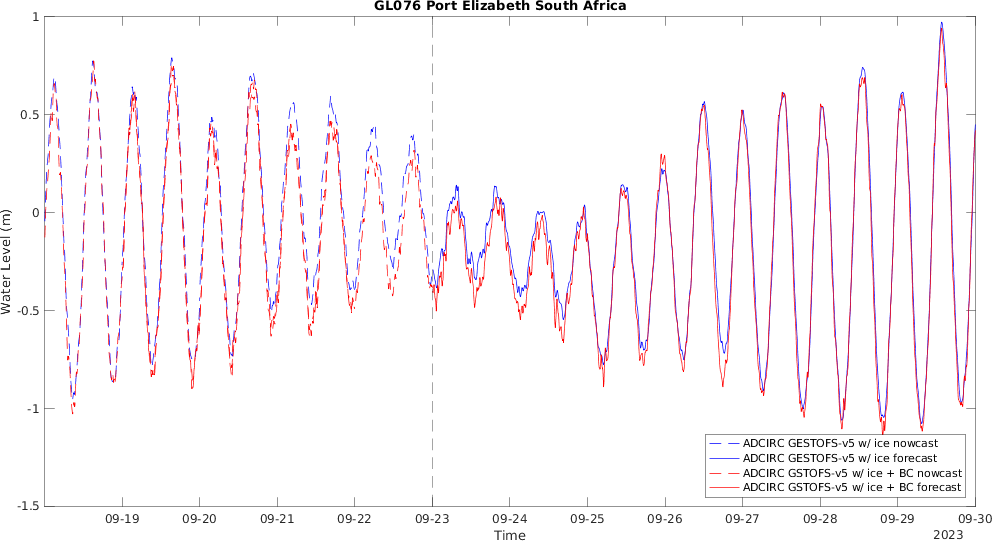 GL076 Port Elizabeth South Africa
1
0.5
0
-0.5
-1
-1.5
Water Level (m)
ADCIRC GESTOFS-v5 w/ ice nowcast
ADCIRC GESTOFS-v5 w/ ice forecast
ADCIRC GSTOFS-v5 w/ ice + BC nowcast
ADCIRC GSTOFS-v5 w/ ice + BC forecast
09-19 09-20 09-21 09-22 09-23 09-24 09-25 09-26 09-27 09-28 09-29 09-30
Time
2023